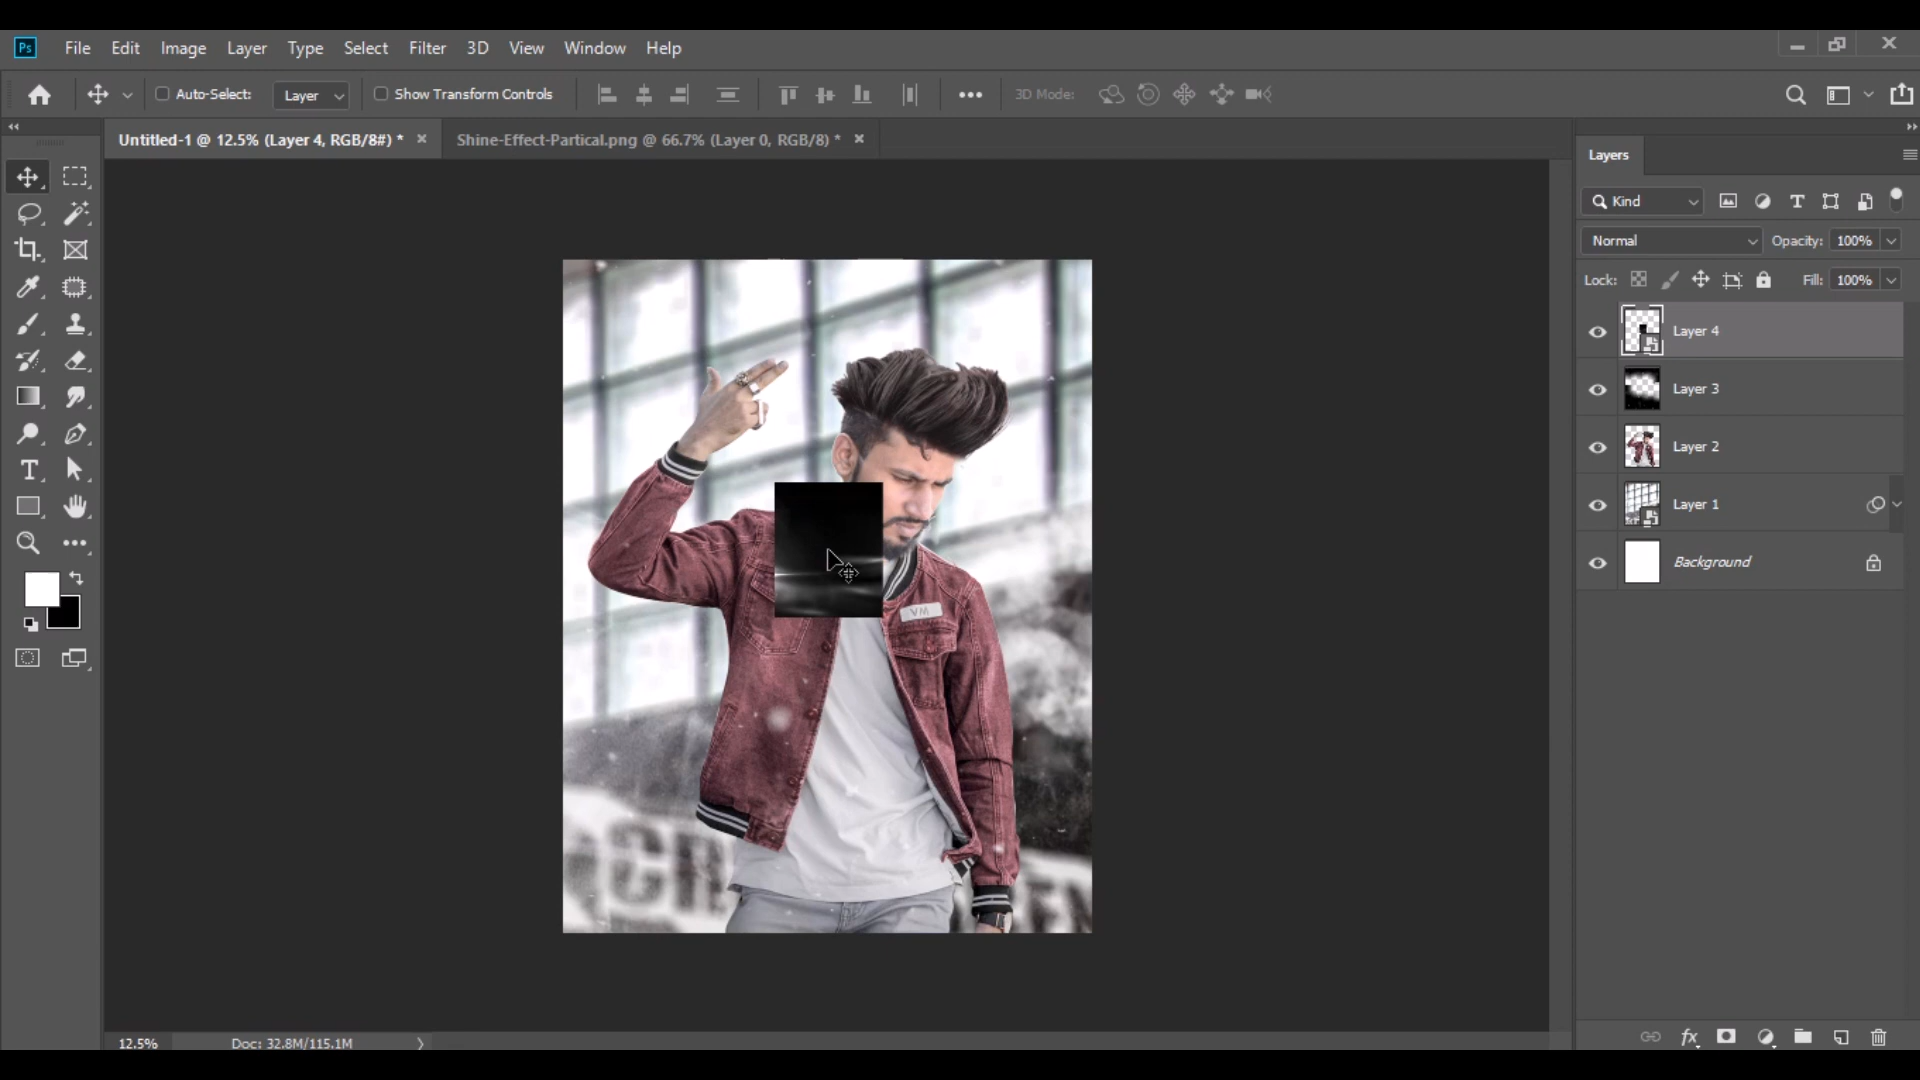 Ps File Edit Image Layer Type Select Filter 3D View Window Help
Auto-Select: Layer Show Transform Controls 3D Mode:
Untitled-1 @ 12.5% (Layer 4, RGB/8#) * Shine-Effect-Partical.png @ 66.7% (Layer 0, RGB/8) *
Layers
Kind
Normal Opacity: 100%
Lock: Fill: 100%
Layer 4
Layer 3
Layer 2
Layer 1
Background
VM
12.5% Doc: 32.8M/115.1M